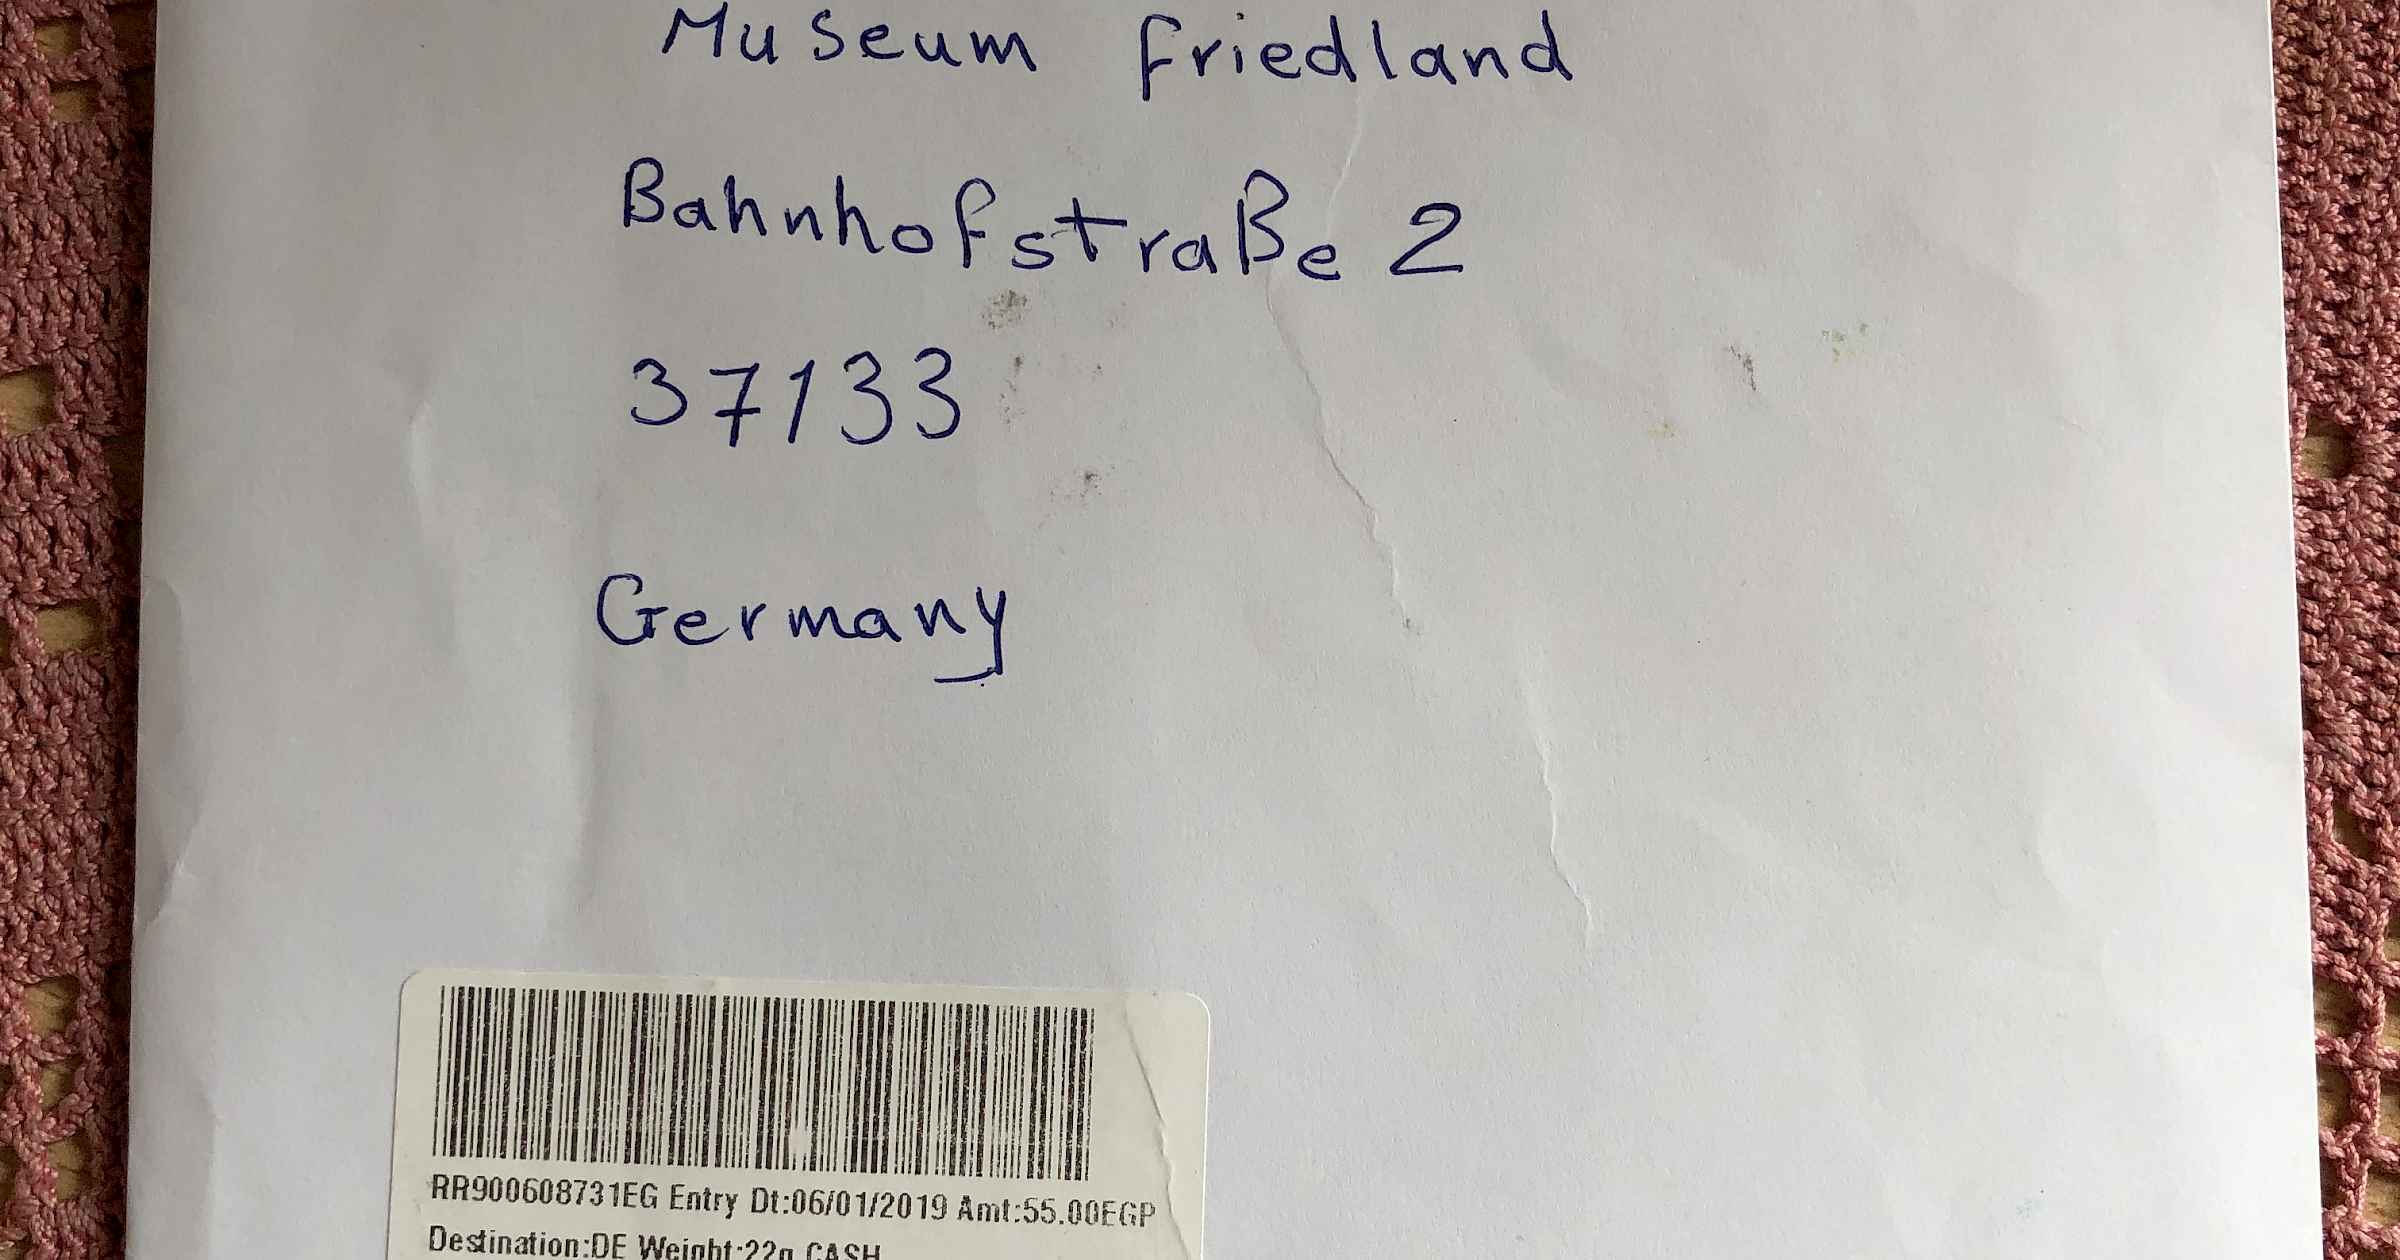 Museum Friedland
Bahnhofstraße 2
37133
Germany
RR900608731EG Entry Dt:06/01/2019 Amt:55.00EGP
Destination:DE Weight:22g CASH